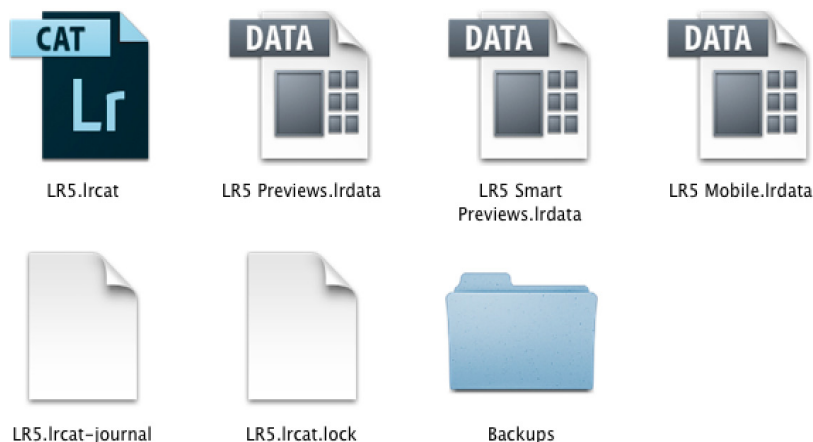 CAT
Lr
LR5.lrcat
DATA
LR5 Previews.lrdata
DATA
LR5 Smart
Previews.lrdata
DATA
LR5 Mobile.lrdata
LR5.lrcat-journal
LR5.lrcat.lock
Backups